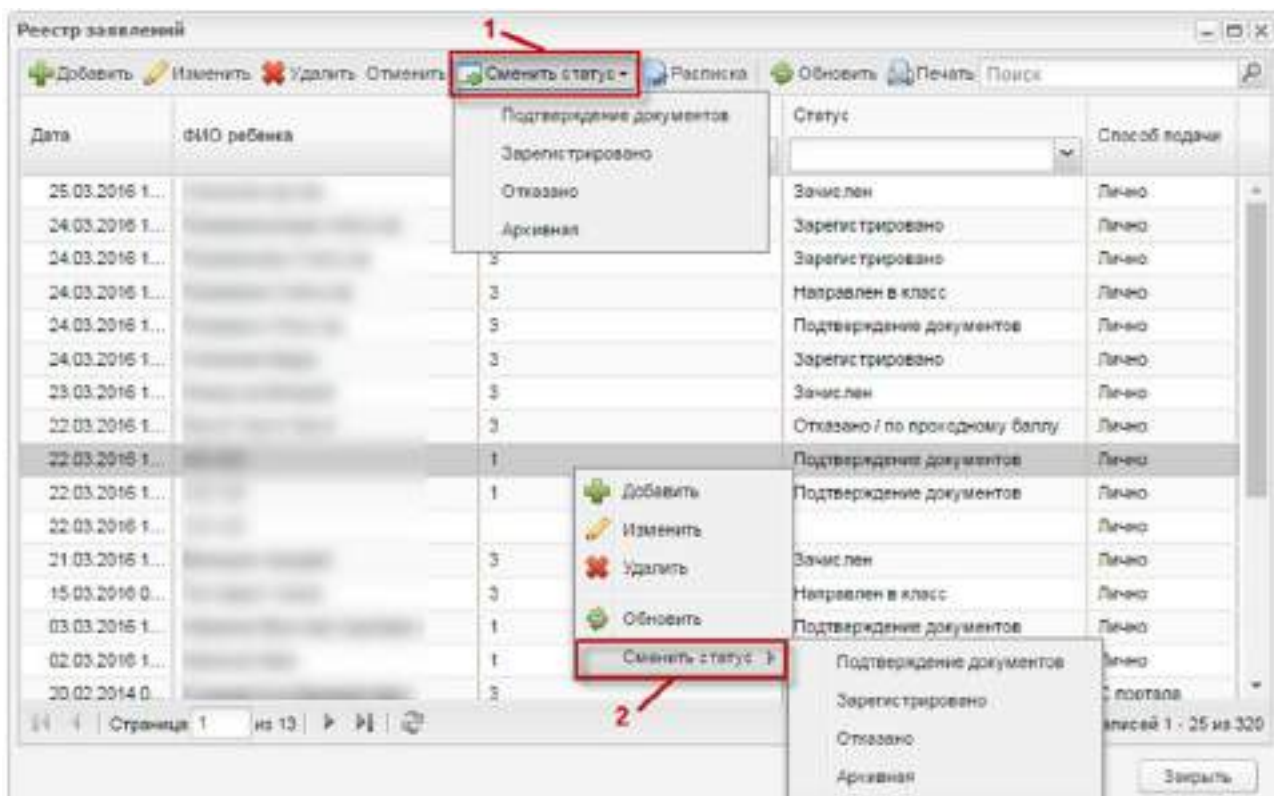 Реестр заявлений
1
Добавить Изменить Удалить Отменить Сменить статус Расписка Обновить Печать Поиск
Дата ФИО ребенка Статус Способ подачи
Подтверждение документов
Зарегистрировано
Отказано
Архивная
25.03.2016 1... Зачислен Лично
24.03.2016 1... Зарегистрировано Лично
24.03.2016 1... 3 Зарегистрировано Лично
24.03.2016 1... 3 Направлен в класс Лично
24.03.2016 1... 3 Подтверждение документов Лично
24.03.2016 1... 3 Зарегистрировано Лично
23.03.2016 1... 3 Зачислен Лично
22.03.2016 1... 3 Отказано / по проходному баллу Лично
22.03.2016 1... 1 Подтверждение документов Лично
22.03.2016 1... 1 Подтверждение документов Лично
22.03.2016 1... Лично
21.03.2016 1... 3 Зачислен Лично
15.03.2016 0... 3 Направлен в класс Лично
03.03.2016 1... 1 Подтверждение документов Лично
02.03.2016 1... 1 Лично
20.02.2014 0... 3 С портала
Добавить
Изменить
Удалить
Обновить
Сменить статус
2
Подтверждение документов
Зарегистрировано
Отказано
Архивная
Страница 1 из 13 1 - 25 из 320
Закрыть